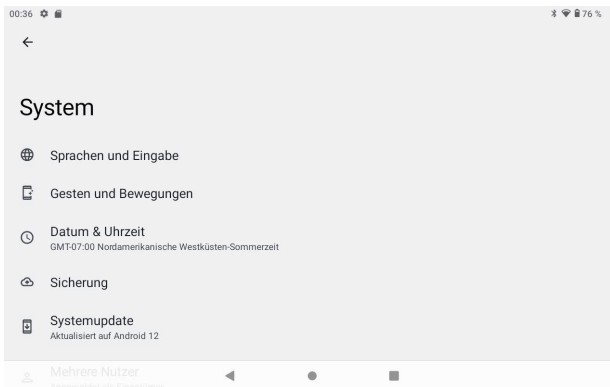 00:36 76 %
System
Sprachen und Eingabe
Gesten und Bewegungen
Datum & Uhrzeit
GMT-07:00 Nordamerikanische Westküsten-Sommerzeit
Sicherung
Systemupdate
Aktualisiert auf Android 12
Mehrere Nutzer